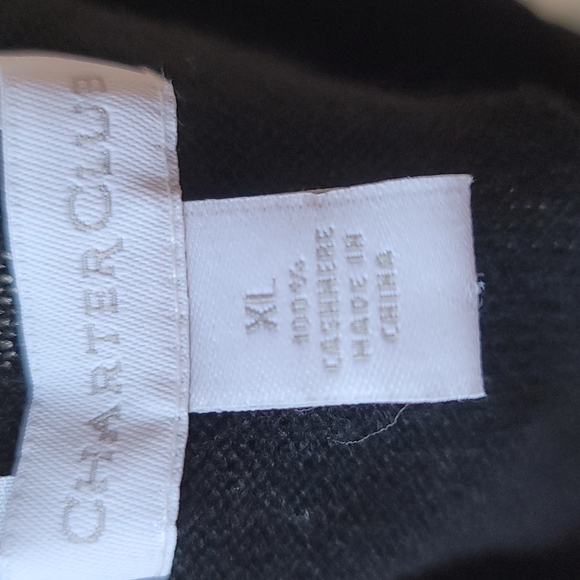 CHARTER CLUB
XL
100%
CASHMERE
MADE IN
CHINA